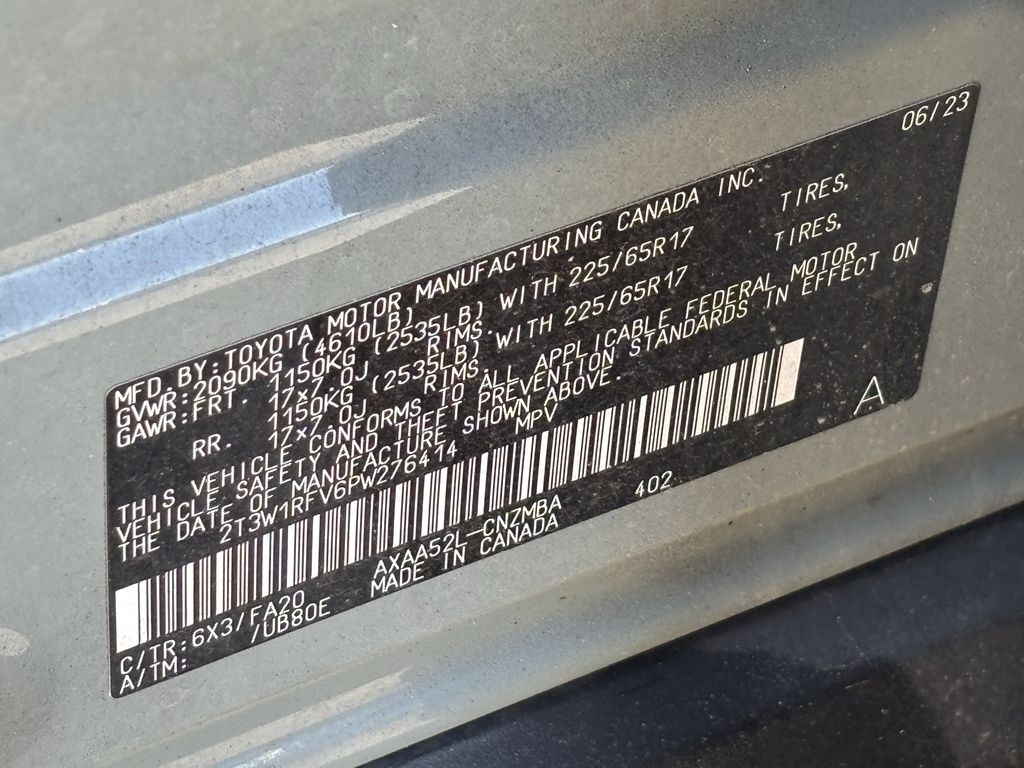 06/23
MFD.BY:TOYOTA MOTOR MANUFACTURING CANADA INC.
GVWR:2090KG (4610LB)
GAWR:FRT. 1150KG (2535LB) WITH 225/65R17 TIRES,
17x7.0J RIMS.
RR. 1150KG (2535LB) WITH 225/65R17 TIRES,
17x7.0J RIMS.
THIS VEHICLE CONFORMS TO ALL APPLICABLE FEDERAL MOTOR
VEHICLE SAFETY AND THEFT PREVENTION STANDARDS IN EFFECT ON
THE DATE OF MANUFACTURE SHOWN ABOVE.
2T3W1RFV6PW276414 MPV
A
C/TR:6X3/FA20 AXAA52L-CNZMBA 402
A/TM: /UB80E MADE IN CANADA